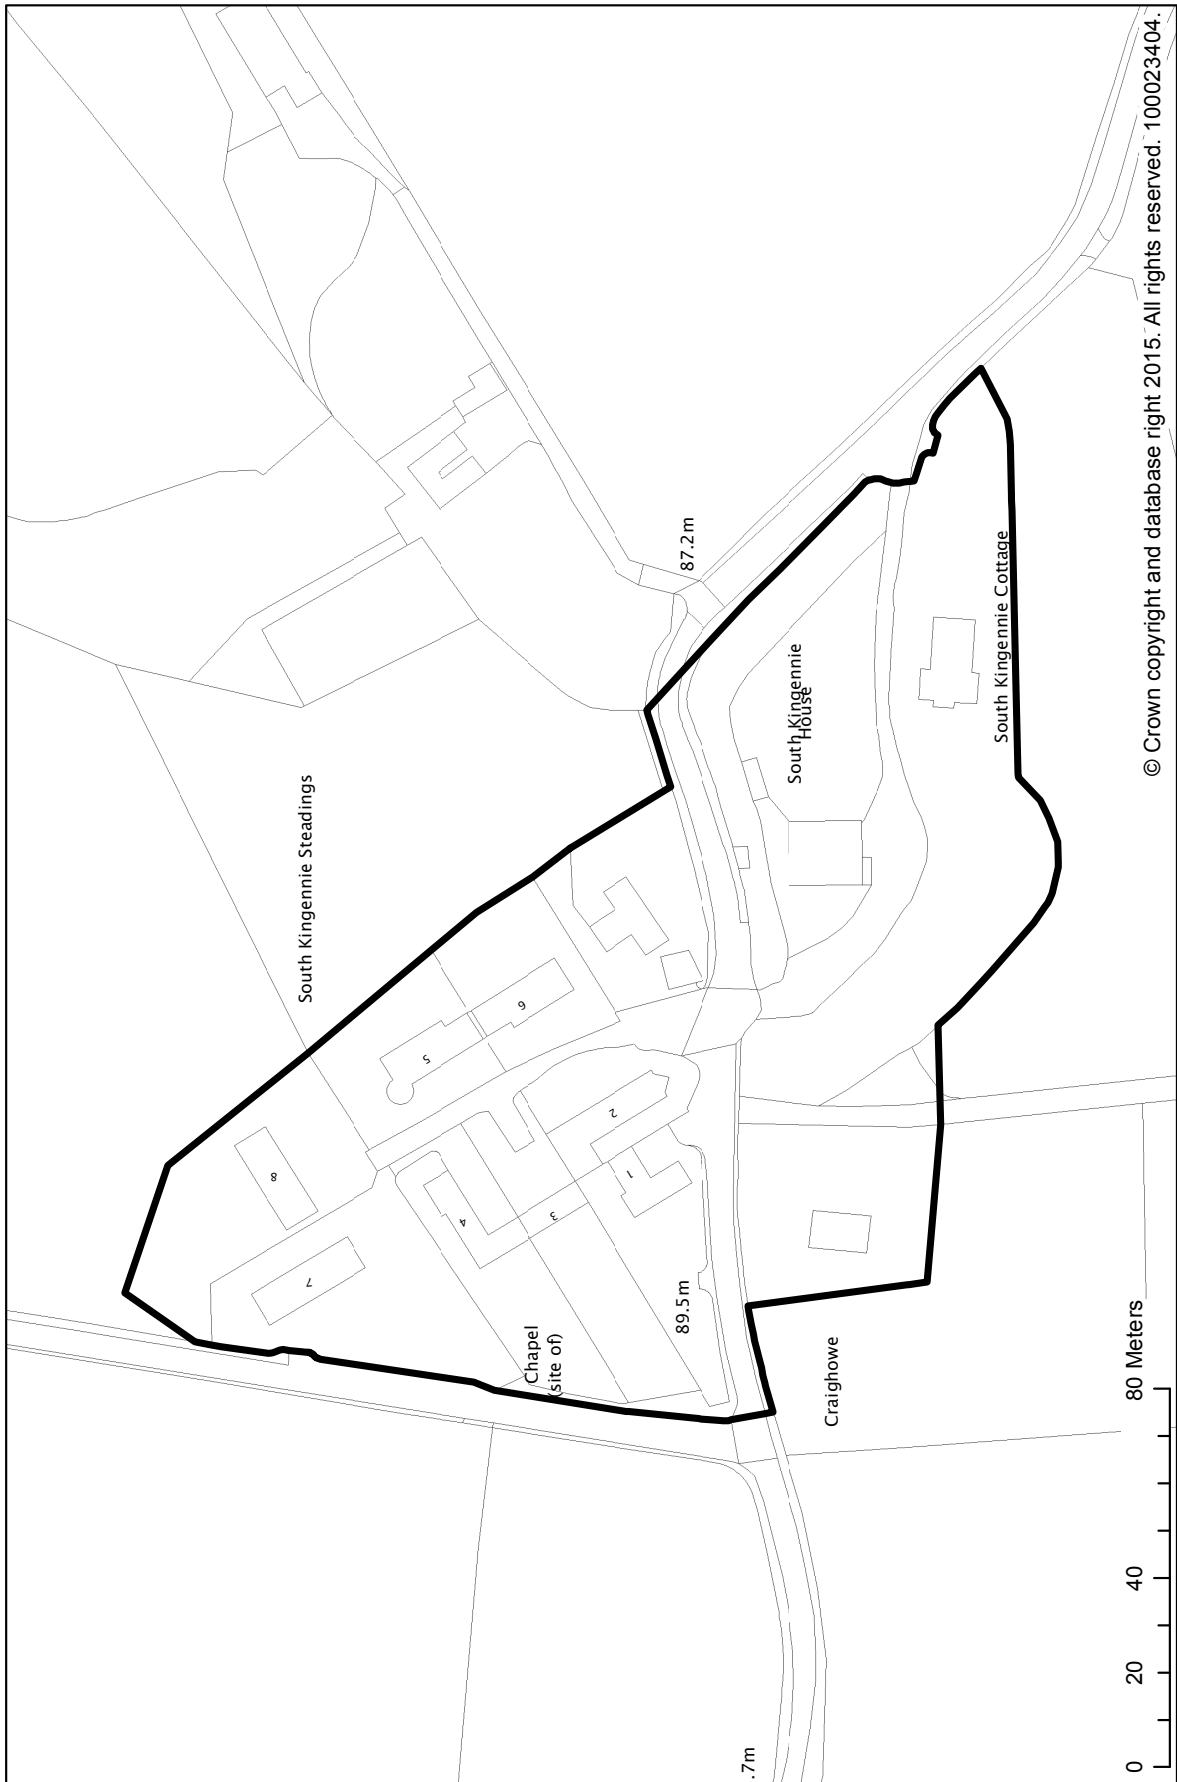 South Kingennie Steadings
87.2m
South Kingennie
House
South Kingennie Cottage
8
5
6
7
4
3
2
1
Chapel
(site of)
89.5m
Craighowe
.7m
0 20 40 80 Meters
© Crown copyright and database right 2015. All rights reserved. 100023404.